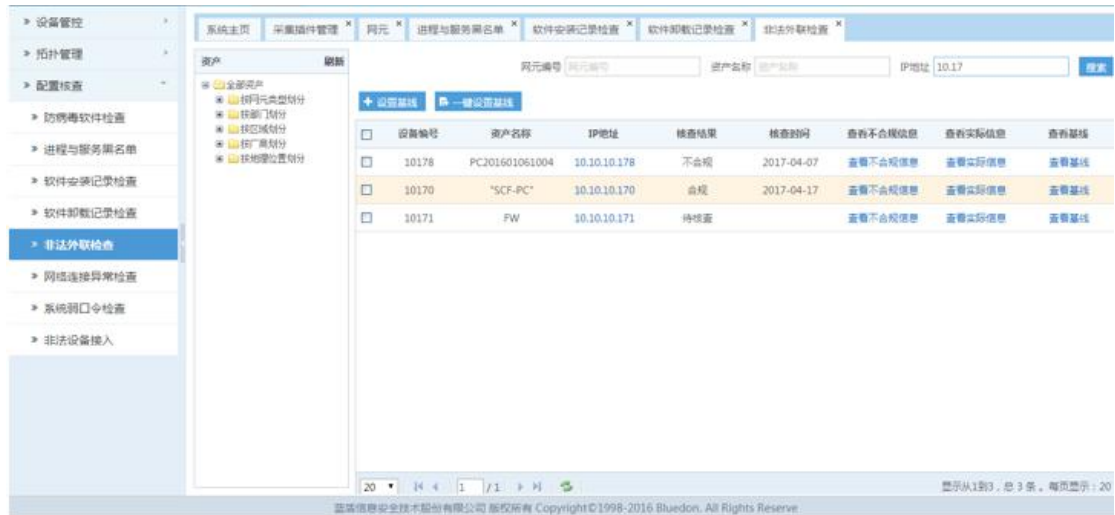 » 设备管控
» 拓扑管理
» 配置核查
» 防病毒软件检查
» 进程与服务黑名单
» 软件安装记录检查
» 软件卸载记录检查
» 非法外联检查
» 网络连接异常检查
» 系统弱口令检查
» 非法设备接入
系统主页 采集插件管理 × 网元 × 进程与服务黑名单 × 软件安装记录检查 × 软件卸载记录检查 × 非法外联检查 ×
资产 刷新
全部资产
按网元类型划分
按部门划分
按区域划分
按厂商划分
按地理位置划分
网元编号 网元编号 资产名称 资产名称 IP地址 10.17 搜索
+ 设置基线 一键设置基线
设备编号 资产名称 IP地址 核查结果 核查时间 查看不合规信息 查看实际信息 查看基线
10178 PC201601061004 10.10.10.178 不合规 2017-04-07 查看不合规信息 查看实际信息 查看基线
10170 "SCF-PC" 10.10.10.170 合规 2017-04-17 查看不合规信息 查看实际信息 查看基线
10171 FW 10.10.10.171 待核查 查看不合规信息 查看实际信息 查看基线
20 1 /1 显示从1到3，总 3 条。每页显示：20
蓝盾信息安全技术股份有限公司 版权所有 Copyright©1998-2016 Bluedon. All Rights Reserve